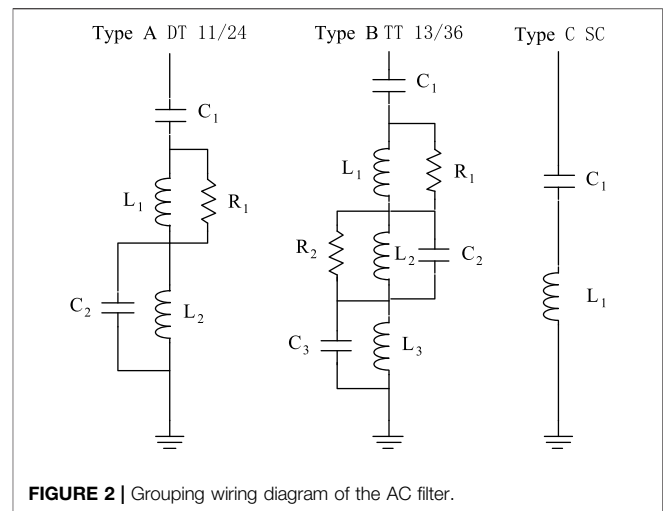 Type A DT 11/24
Type B TT 13/36
Type C SC
C1
L1
R1
C2
L2
C1
L1
R1
R2
L2
C2
C3
L3
C1
L1
FIGURE 2 | Grouping wiring diagram of the AC filter.